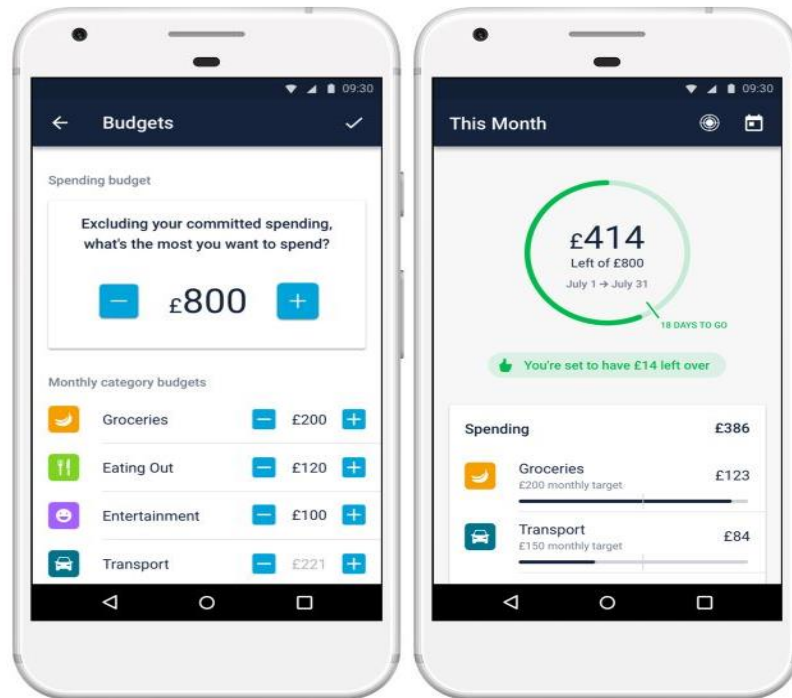 09:30
Budgets
Spending budget
Excluding your committed spending,
what's the most you want to spend?
£800
Monthly category budgets
Groceries
£200
Eating Out
£120
Entertainment
£100
Transport
£221
09:30
This Month
£414
Left of £800
July 1 → July 31
18 DAYS TO GO
You're set to have £14 left over
Spending
£386
Groceries
£123
£200 monthly target
Transport
£84
£150 monthly target